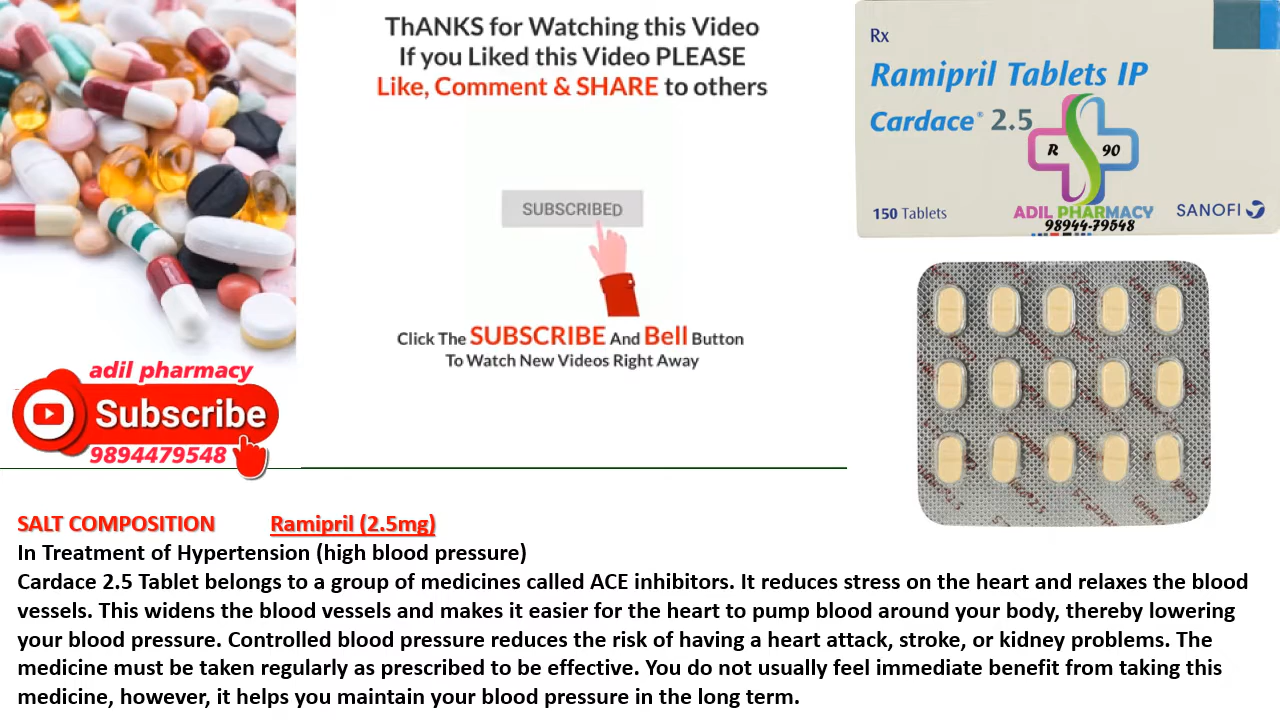 ThANKS for Watching this Video
If you Liked this Video PLEASE
Like, Comment & SHARE to others
SUBSCRIBED
Click The SUBSCRIBE And Bell Button
To Watch New Videos Right Away
adil pharmacy
Subscribe
9894479548
Rx
Ramipril Tablets IP
Cardace® 2.5
R 90
150 Tablets
ADIL PHARMACY
98944-79548
SANOFI
SALT COMPOSITION Ramipril (2.5mg)
In Treatment of Hypertension (high blood pressure)
Cardace 2.5 Tablet belongs to a group of medicines called ACE inhibitors. It reduces stress on the heart and relaxes the blood
vessels. This widens the blood vessels and makes it easier for the heart to pump blood around your body, thereby lowering
your blood pressure. Controlled blood pressure reduces the risk of having a heart attack, stroke, or kidney problems. The
medicine must be taken regularly as prescribed to be effective. You do not usually feel immediate benefit from taking this
medicine, however, it helps you maintain your blood pressure in the long term.